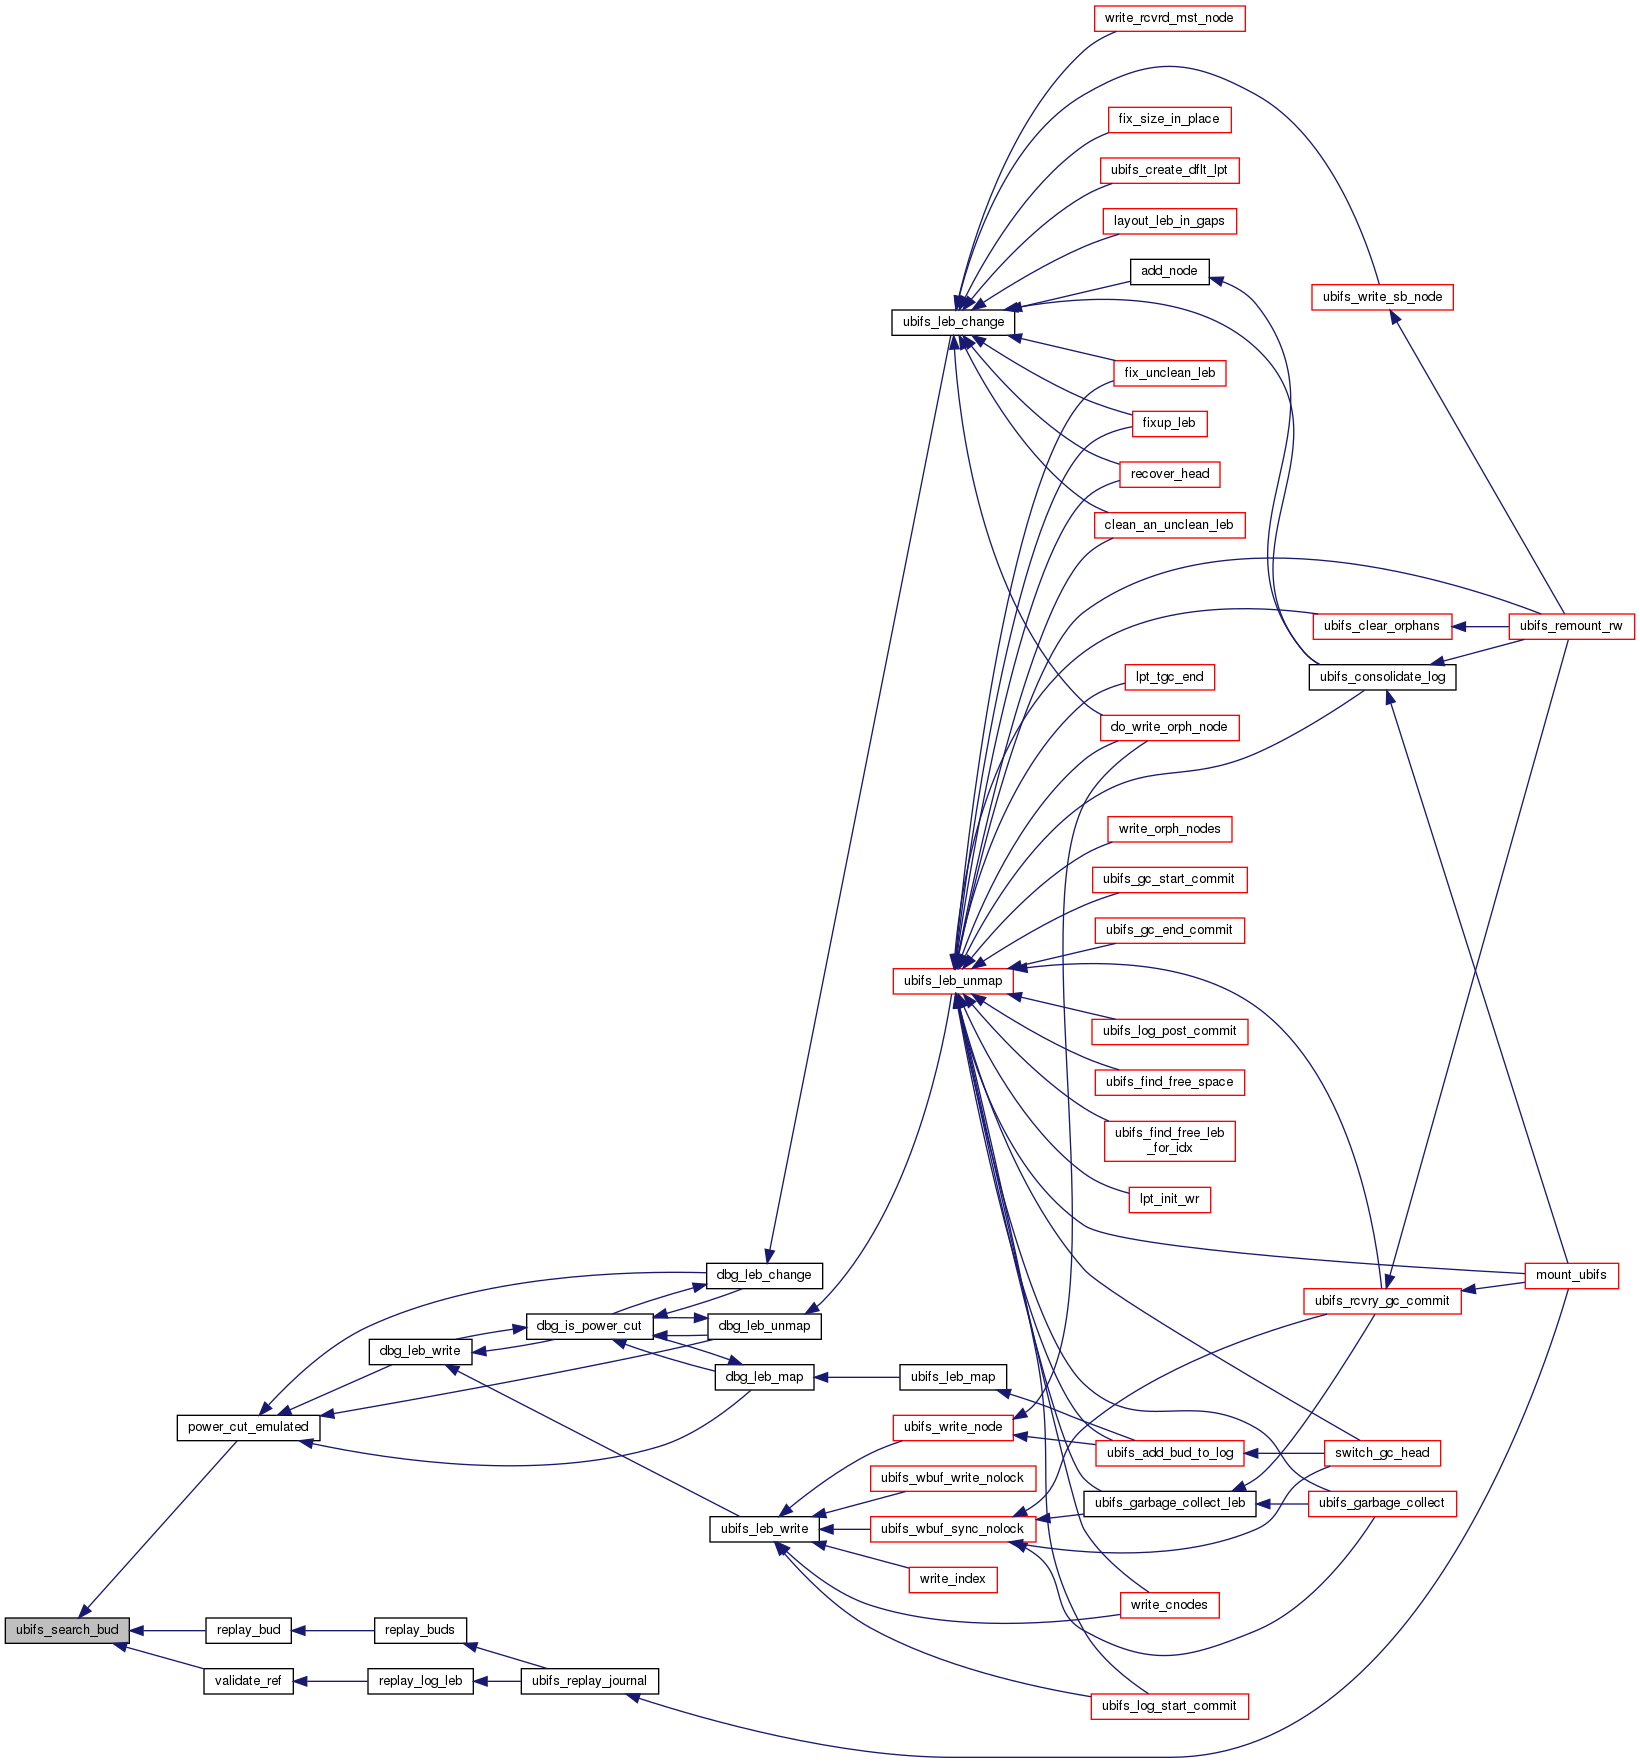 write_rcvrd_mst_node
fix_size_in_place
ubifs_create_dflt_lpt
layout_leb_in_gaps
add_node
ubifs_write_sb_node
ubifs_leb_change
fix_unclean_leb
fixup_leb
recover_head
clean_an_unclean_leb
ubifs_clear_orphans
ubifs_remount_rw
lpt_tgc_end
ubifs_consolidate_log
do_write_orph_node
write_orph_nodes
ubifs_gc_start_commit
ubifs_gc_end_commit
ubifs_leb_unmap
ubifs_log_post_commit
ubifs_find_free_space
ubifs_find_free_leb
_for_idx
lpt_init_wr
dbg_leb_change
mount_ubifs
ubifs_rcvry_gc_commit
dbg_is_power_cut
dbg_leb_unmap
dbg_leb_write
dbg_leb_map
ubifs_leb_map
power_cut_emulated
ubifs_write_node
ubifs_add_bud_to_log
switch_gc_head
ubifs_wbuf_write_nolock
ubifs_garbage_collect_leb
ubifs_garbage_collect
ubifs_leb_write
ubifs_wbuf_sync_nolock
write_index
write_cnodes
ubifs_search_bud
replay_bud
replay_buds
validate_ref
replay_log_leb
ubifs_replay_journal
ubifs_log_start_commit